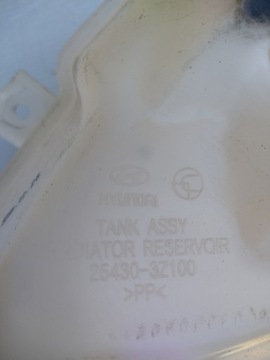 HYUNDAI
TANK ASSY
RESERVOIR
25430-3Z100
>PP<